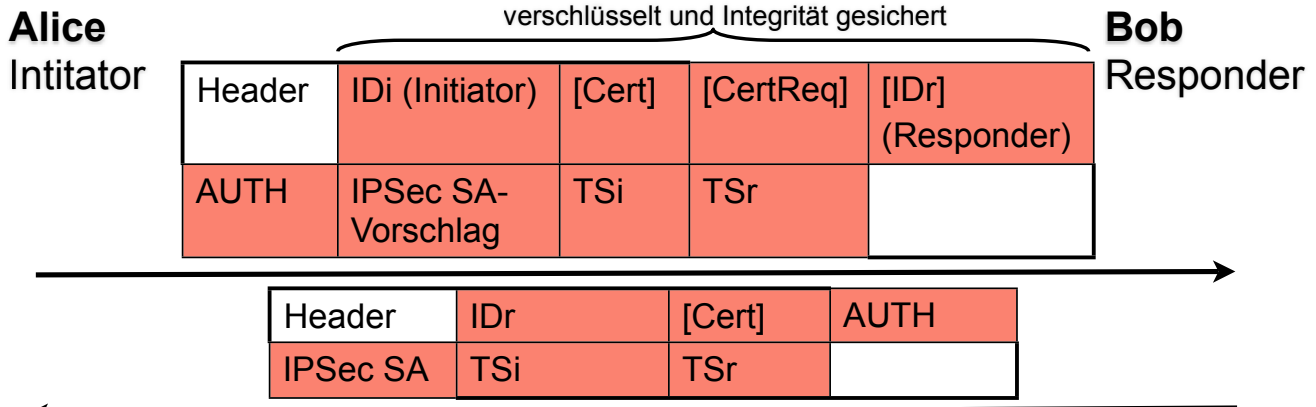 verschlüsselt und Integrität gesichert
Alice
Intitator
Bob
Responder
Header IDi (Initiator) [Cert] [CertReq] [IDr]
(Responder)
AUTH IPSec SA- TSi TSr
Vorschlag
Header IDr [Cert] AUTH
IPSec SA TSi TSr